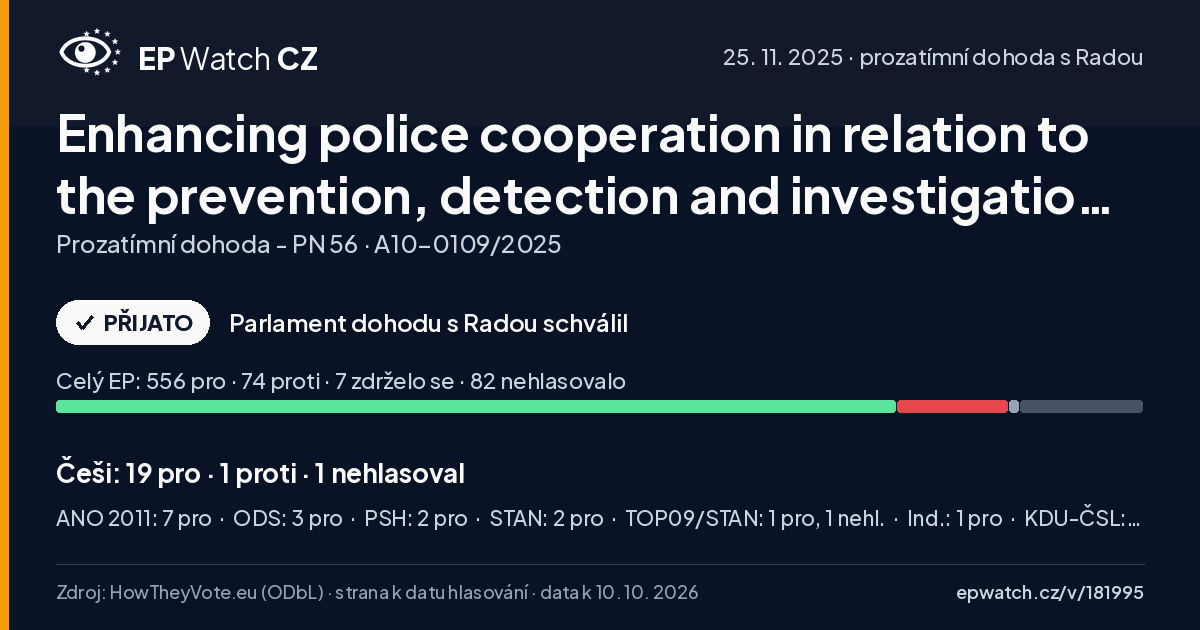 EP Watch CZ
25. 11. 2025 · prozatímní dohoda s Radou
Enhancing police cooperation in relation to
the prevention, detection and investigatio…
Prozatímní dohoda - PN 56 · A10–0109/2025
✓ PŘIJATO Parlament dohodu s Radou schválil
Celý EP: 556 pro · 74 proti · 7 zdrželo se · 82 nehlasovalo
Češi: 19 pro · 1 proti · 1 nehlasoval
ANO 2011: 7 pro · ODS: 3 pro · PSH: 2 pro · STAN: 2 pro · TOP09/STAN: 1 pro, 1 nehl. · Ind.: 1 pro · KDU-ČSL:…
Zdroj: HowTheyVote.eu (ODbL) · strana k datu hlasování · data k 10. 10. 2026
epwatch.cz/v/181995